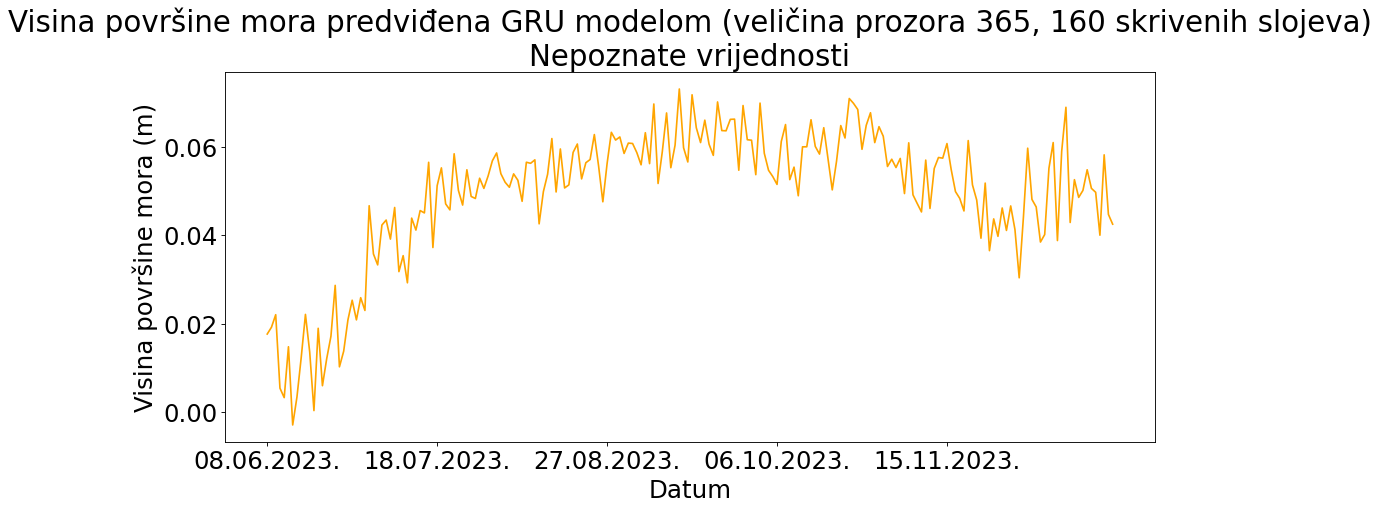 Visina površine mora predviđena GRU modelom (veličina prozora 365, 160 skrivenih slojeva)
Nepoznate vrijednosti
Visina površine mora (m)
0.06
0.04
0.02
0.00
08.06.2023. 18.07.2023. 27.08.2023. 06.10.2023. 15.11.2023.
Datum